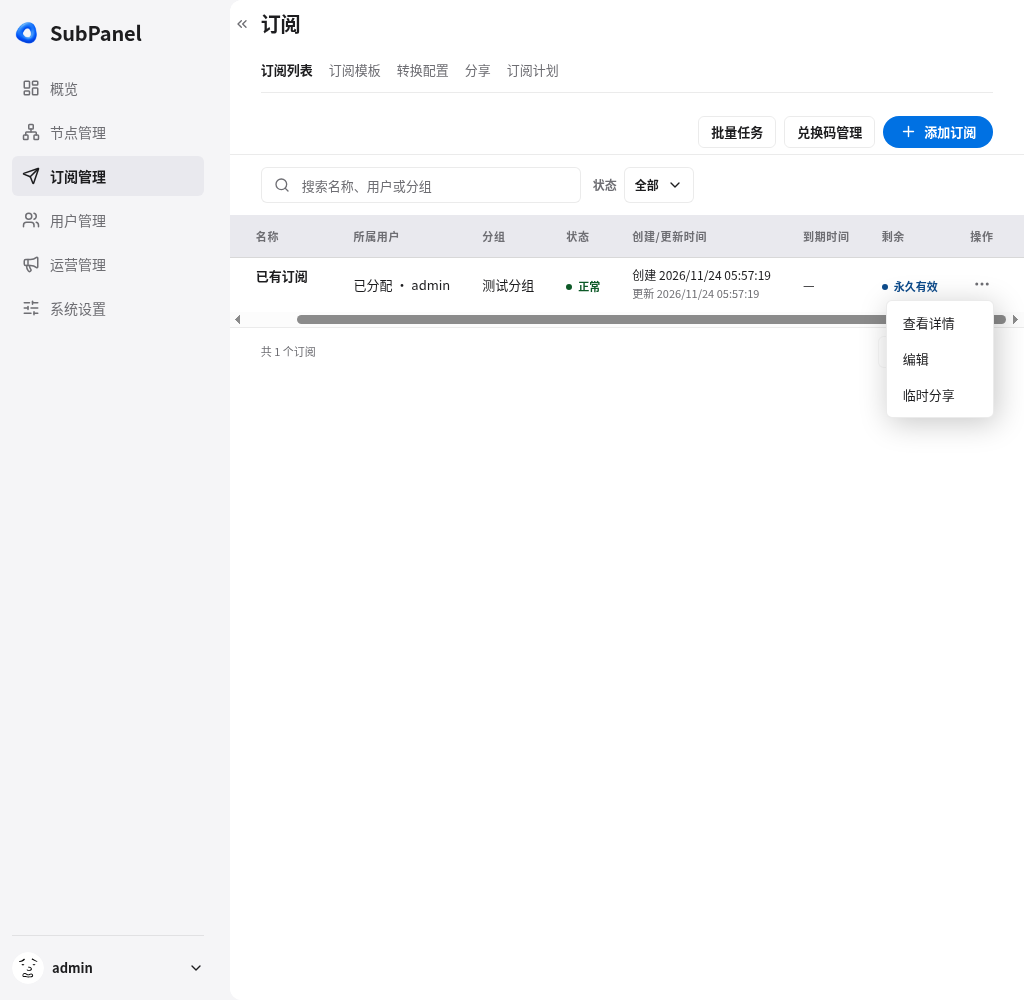 SubPanel
概览
节点管理
订阅管理
用户管理
运营管理
系统设置
admin
订阅
订阅列表 订阅模板 转换配置 分享 订阅计划
批量任务 兑换码管理 添加订阅
搜索名称、用户或分组 状态 全部
名称 所属用户 分组 状态 创建/更新时间 到期时间 剩余 操作
已有订阅 已分配 · admin 测试分组 正常 创建 2026/11/24 05:57:19 — 永久有效
更新 2026/11/24 05:57:19
查看详情
编辑
临时分享
共 1 个订阅